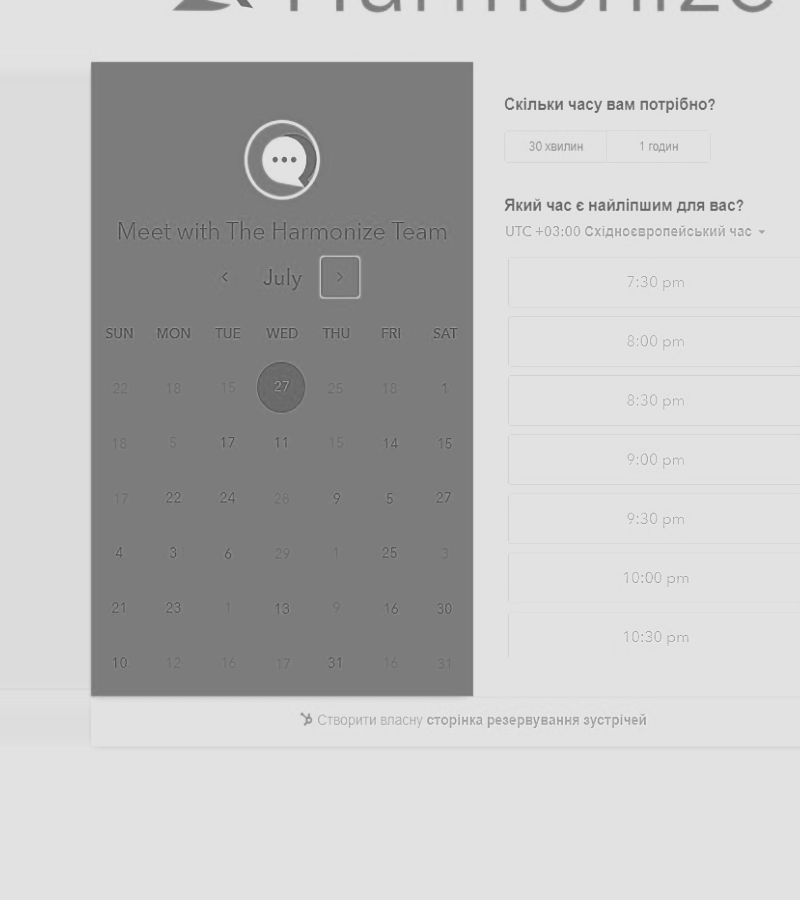 Harmonize
Meet with The Harmonize Team
July
SUN MON TUE WED THU FRI SAT
22 18 15 27 25 18 1
18 5 17 11 15 14 15
17 22 24 28 9 5 27
4 3 6 29 1 25 3
21 23 1 13 9 16 30
10 12 16 17 31 16 31
Скільки часу вам потрібно?
30 хвилин 1 годин
Який час є найліпшим для вас?
UTC +03:00 Східноєвропейський час
7:30 pm
8:00 pm
8:30 pm
9:00 pm
9:30 pm
10:00 pm
10:30 pm
Створити власну сторінка резервування зустрічей